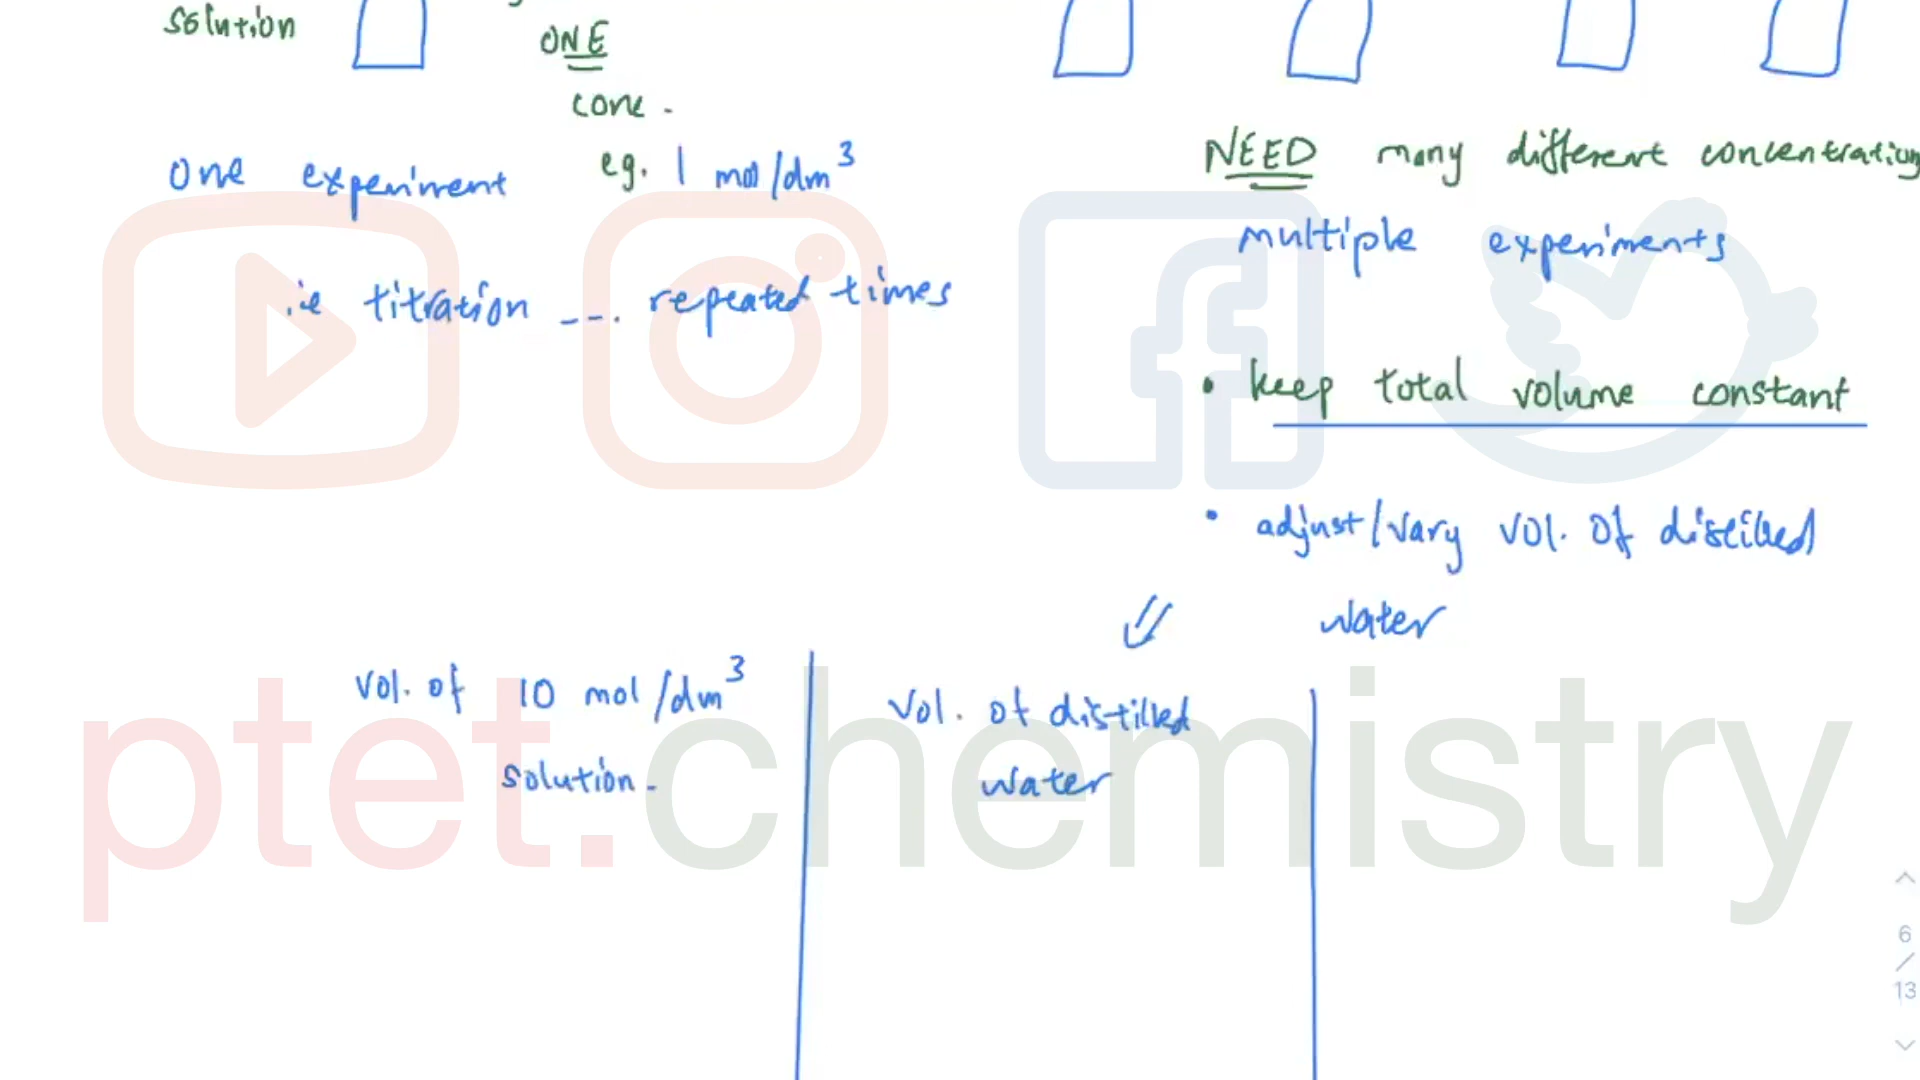 solution
ONE
conc.
one experiment
eg. 1 mol/dm³
i.e titration ---. repeated times
NEED many different concentrations
multiple experiments
• keep total volume constant
• adjust/vary vol. of distilled
water
vol. of 10 mol/dm³
solution.
Vol. of distilled
water
ptet.chemistry
6
/
13